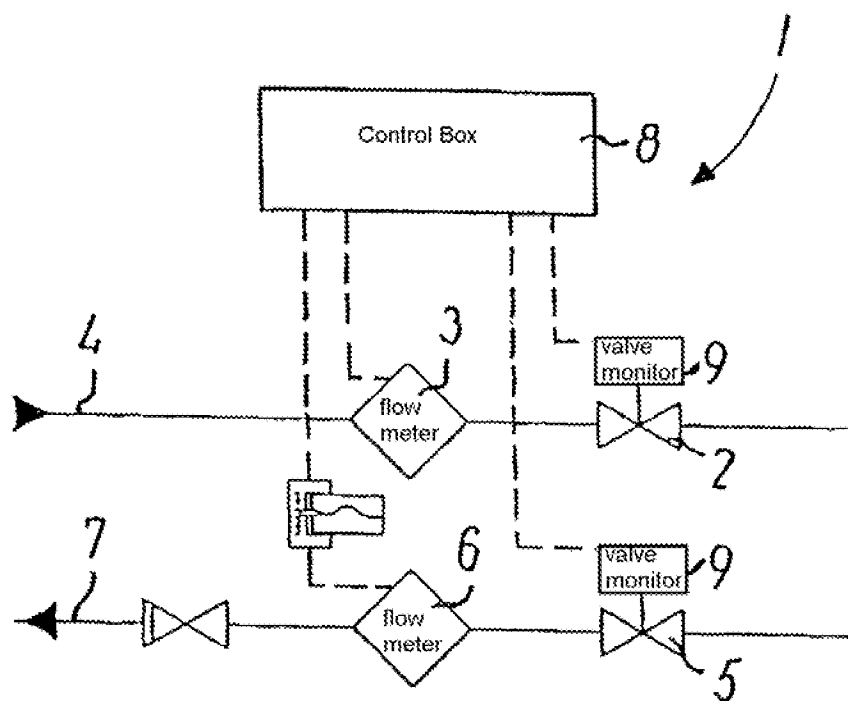 1
Control Box
8
4
3
valve
monitor
9
flow
meter
2
7
6
valve
monitor
9
flow
meter
5